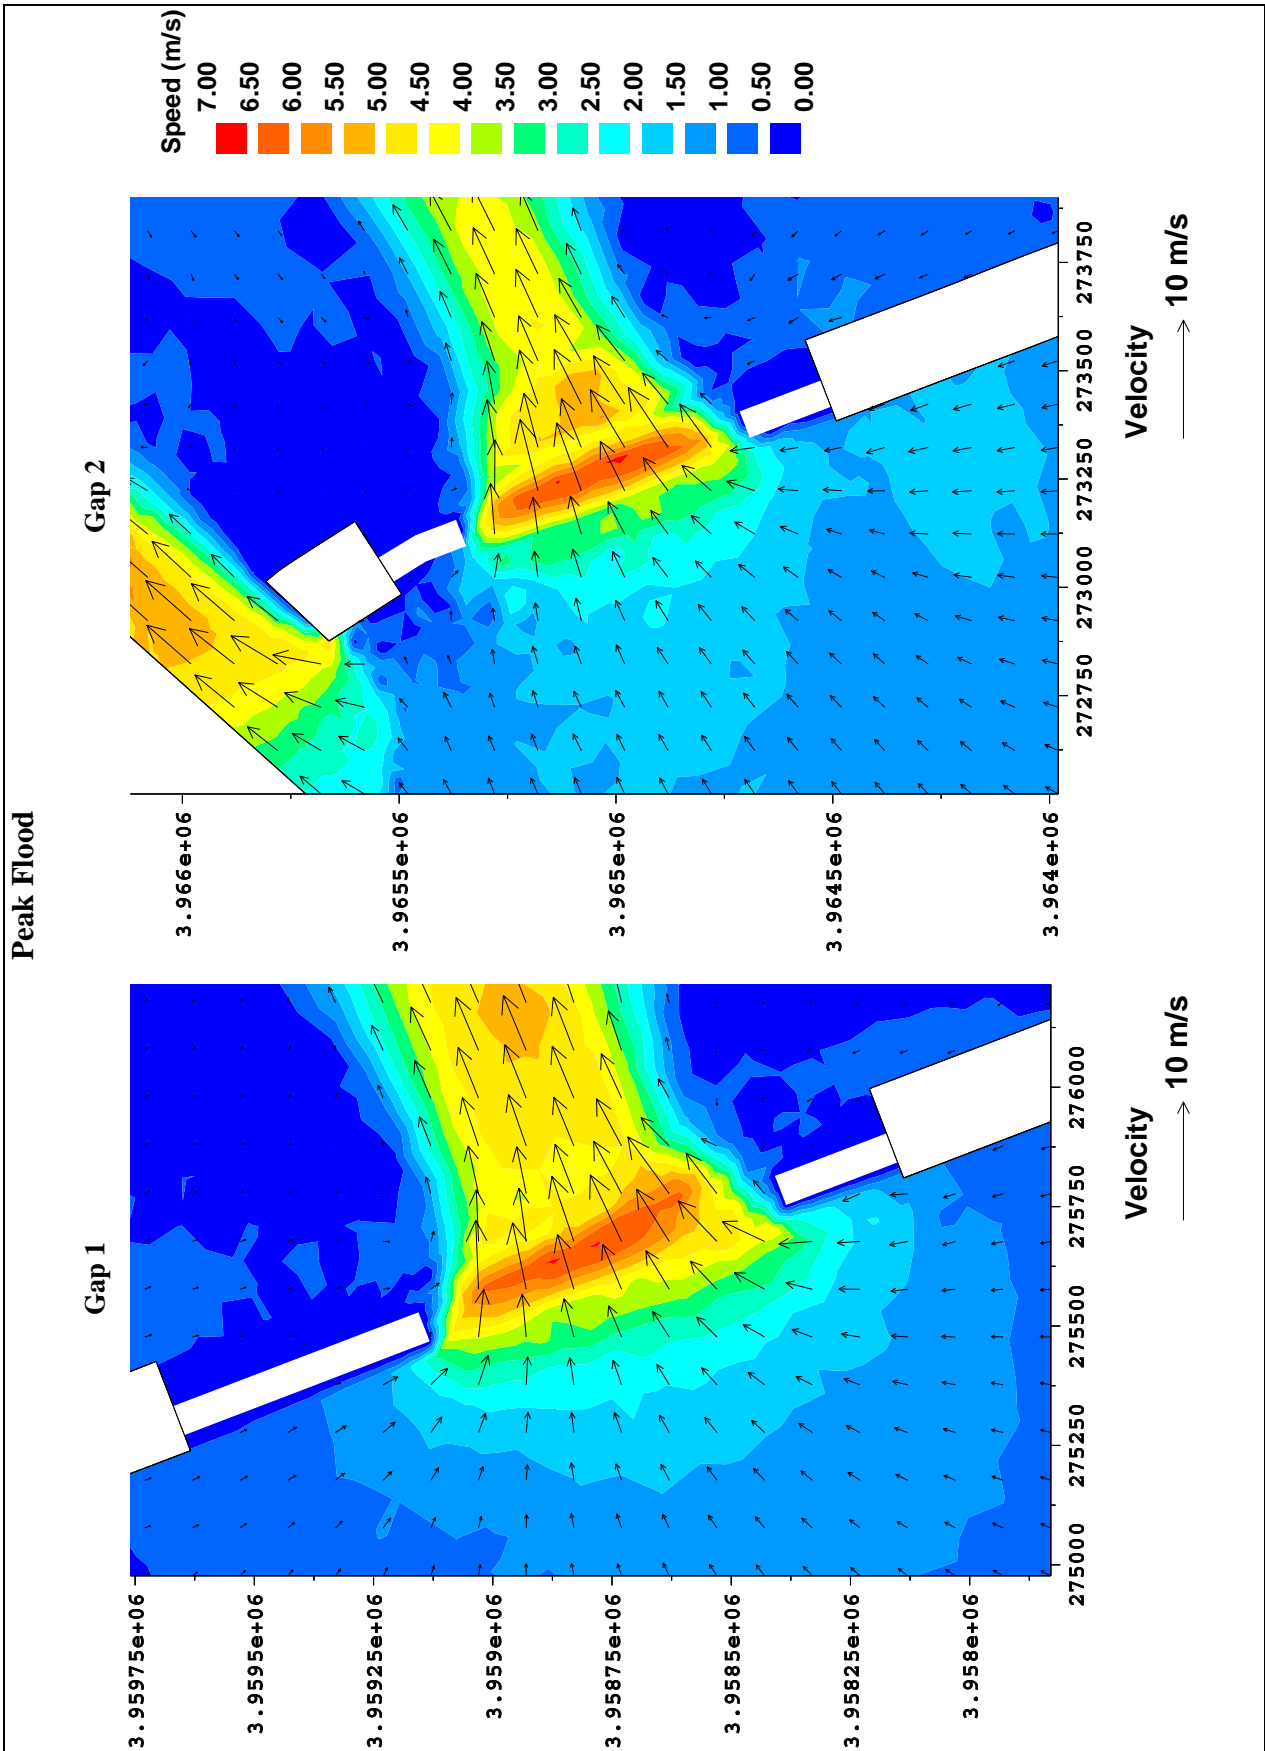 Peak Flood
Gap 1
3.95975e+06
3.9595e+06
3.95925e+06
3.959e+06
3.95875e+06
3.9585e+06
3.95825e+06
3.958e+06
275000
275250
275500
275750
276000
Velocity
10 m/s
Gap 2
3.966e+06
3.9655e+06
3.965e+06
3.9645e+06
3.964e+06
272750
273000
273250
273500
273750
Velocity
10 m/s
Speed (m/s)
7.00
6.50
6.00
5.50
5.00
4.50
4.00
3.50
3.00
2.50
2.00
1.50
1.00
0.50
0.00